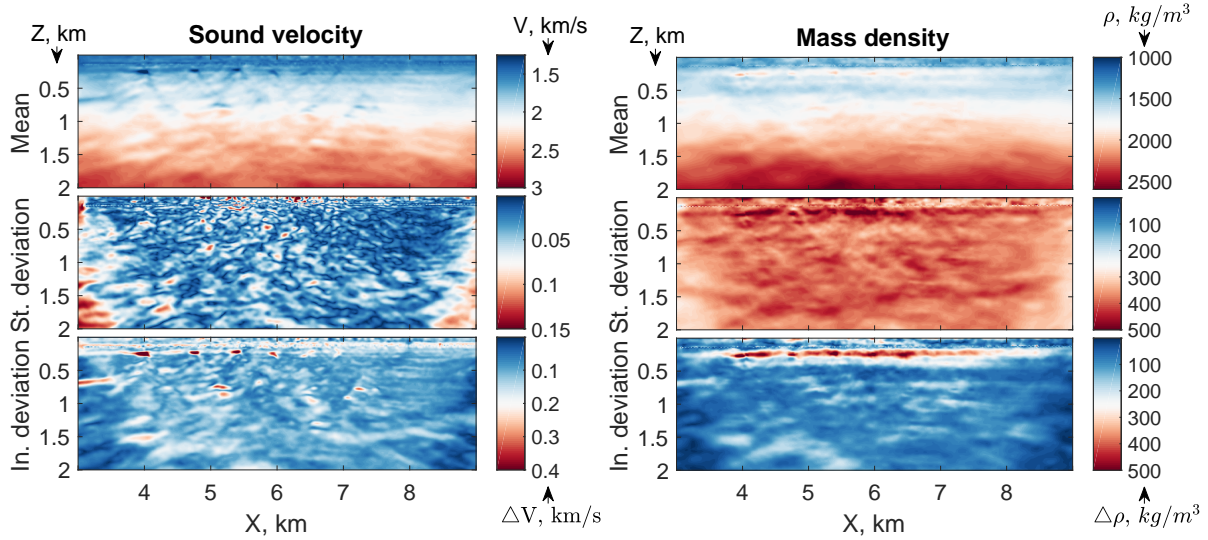 V, km/s
ρ, kg/m³
Z, km
Sound velocity
Z, km
Mass density
Mean
0.5
1
1.5
2
1.5
2
2.5
3
Mean
0.5
1
1.5
2
1000
1500
2000
2500
St. deviation
0.5
1
1.5
2
0.05
0.1
0.15
St. deviation
0.5
1
1.5
2
100
200
300
400
500
In. deviation
0.5
1
1.5
2
0.1
0.2
0.3
0.4
In. deviation
0.5
1
1.5
2
100
200
300
400
500
4 5 6 7 8
4 5 6 7 8
X, km
△V, km/s
X, km
△ρ, kg/m³